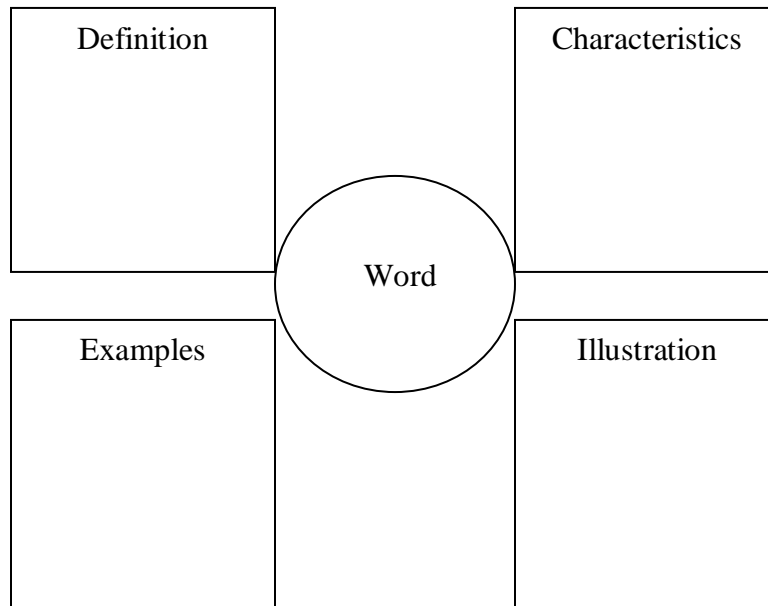 Definition
Characteristics
Word
Examples
Illustration